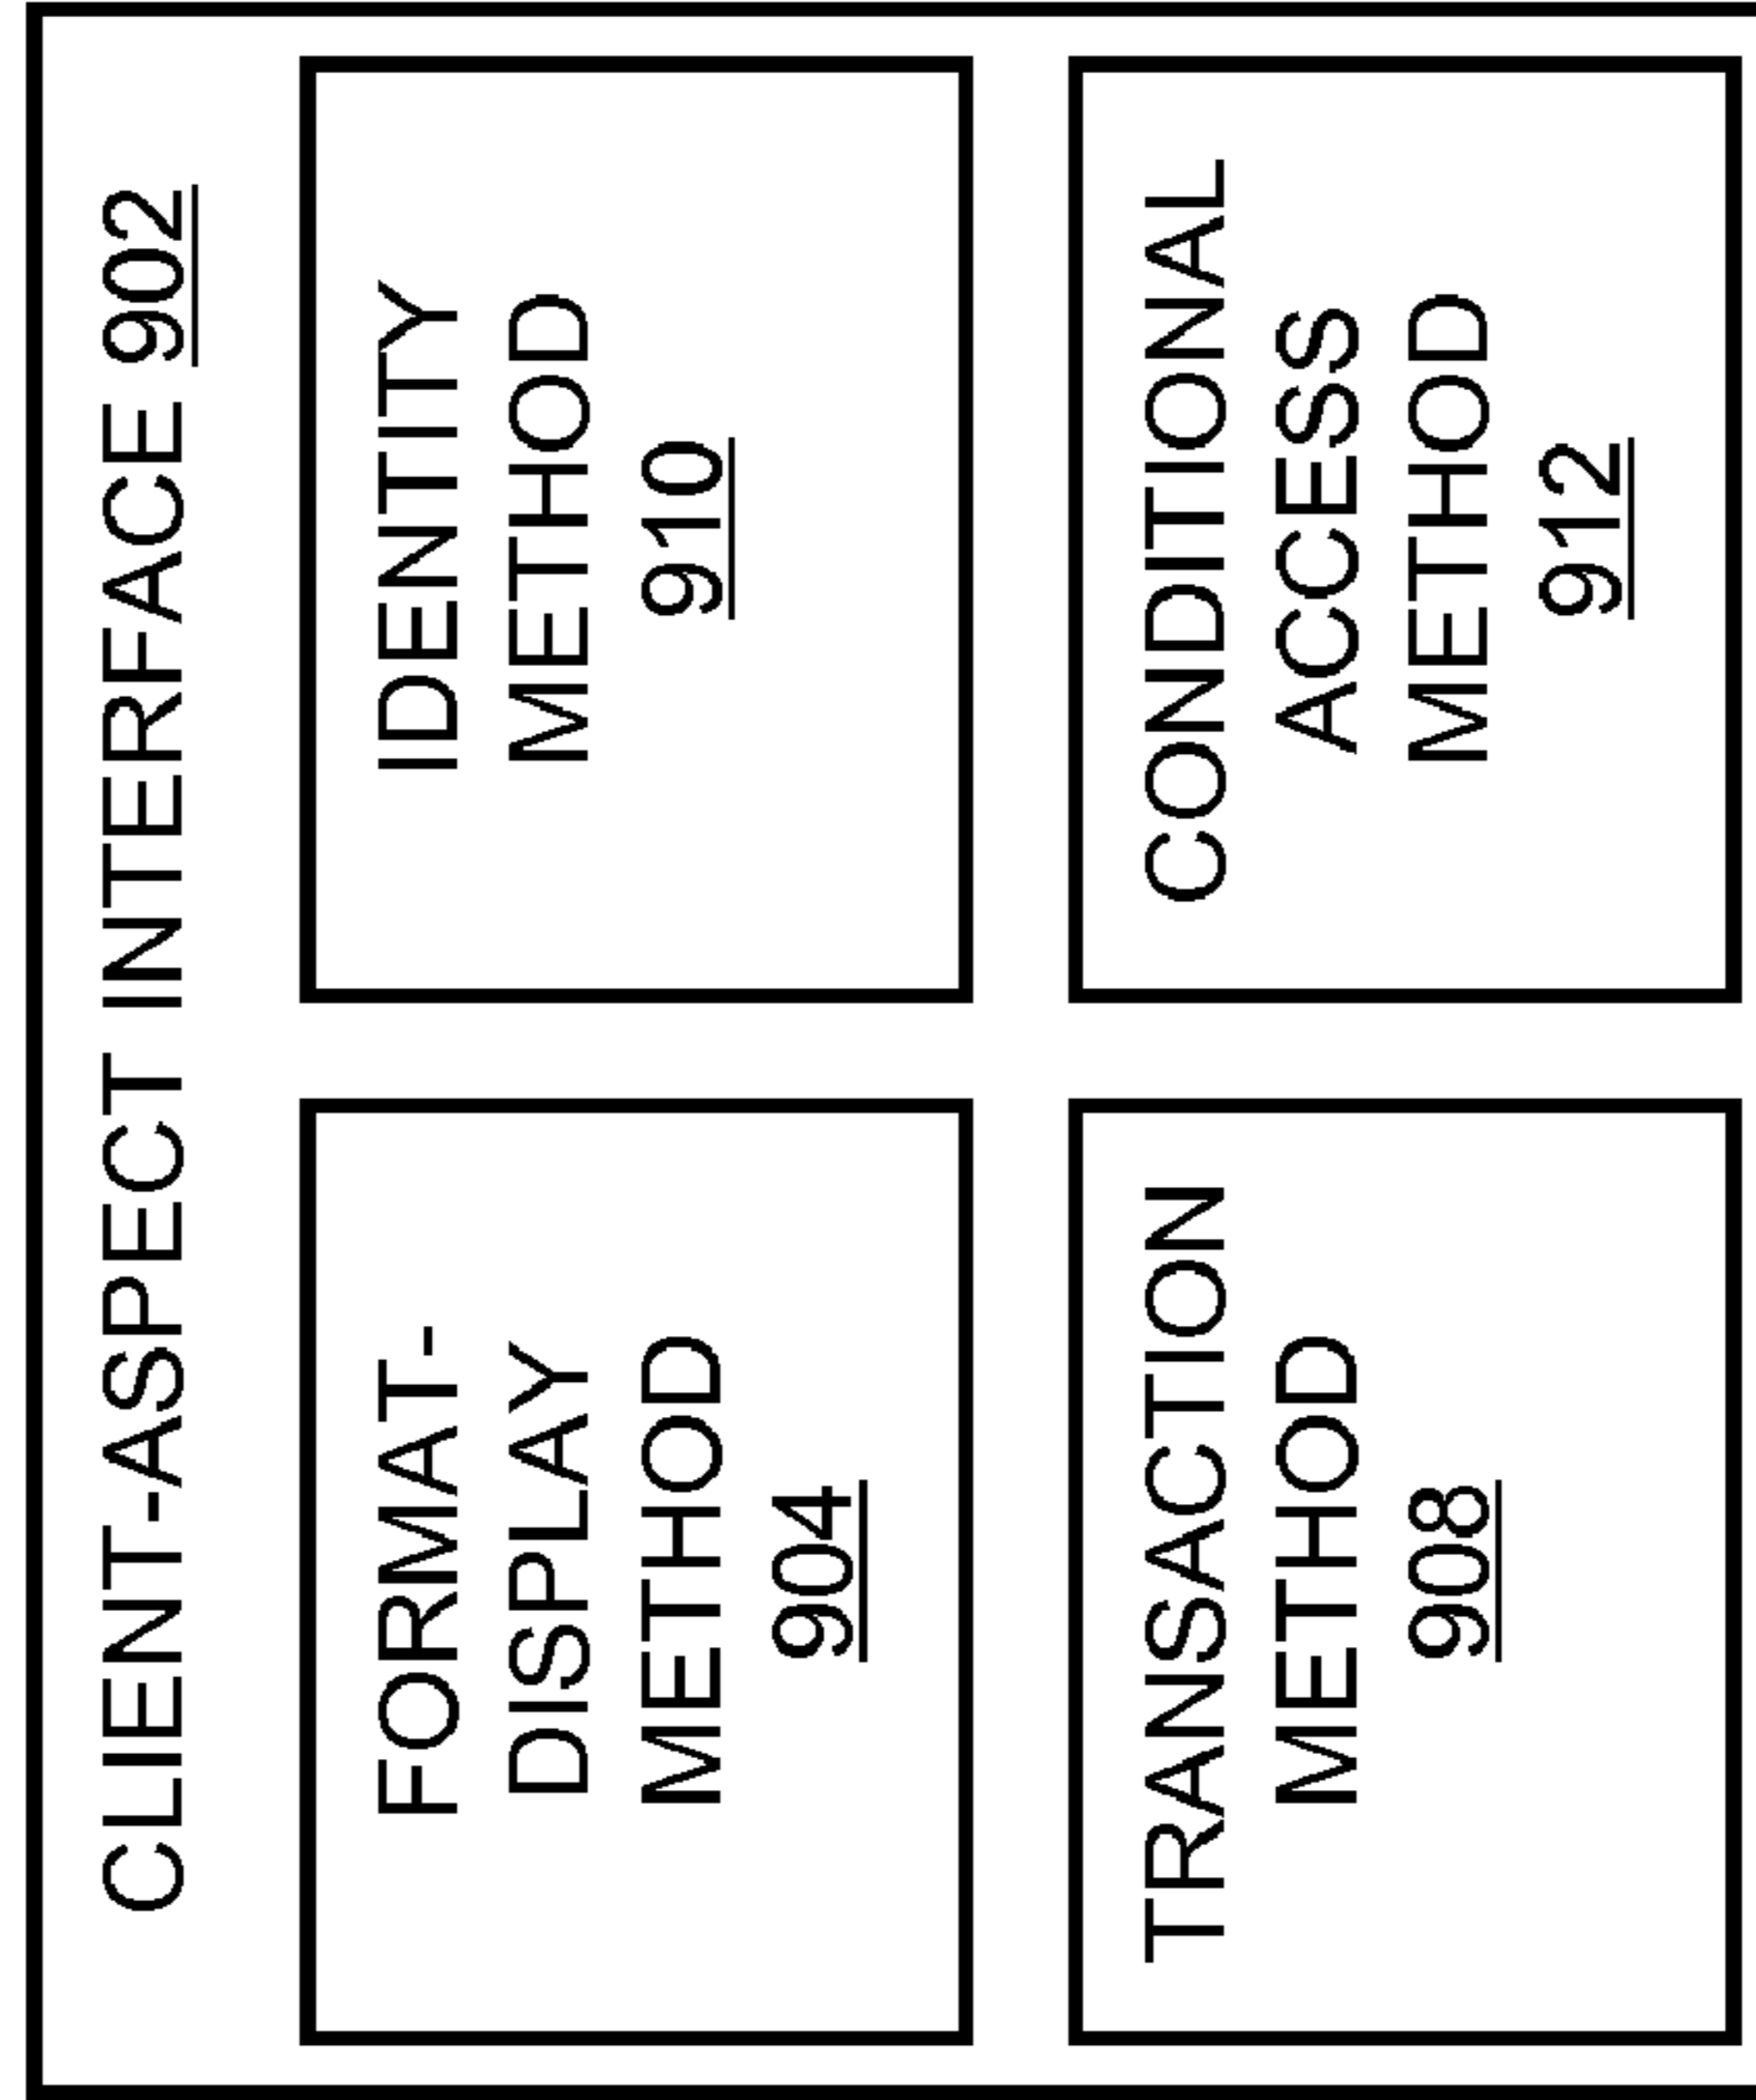 CLIENT-ASPECT INTERFACE 902
FORMAT-
DISPLAY
METHOD
904
IDENTITY
METHOD
910
TRANSACTION
METHOD
908
CONDITIONAL
ACCESS
METHOD
912